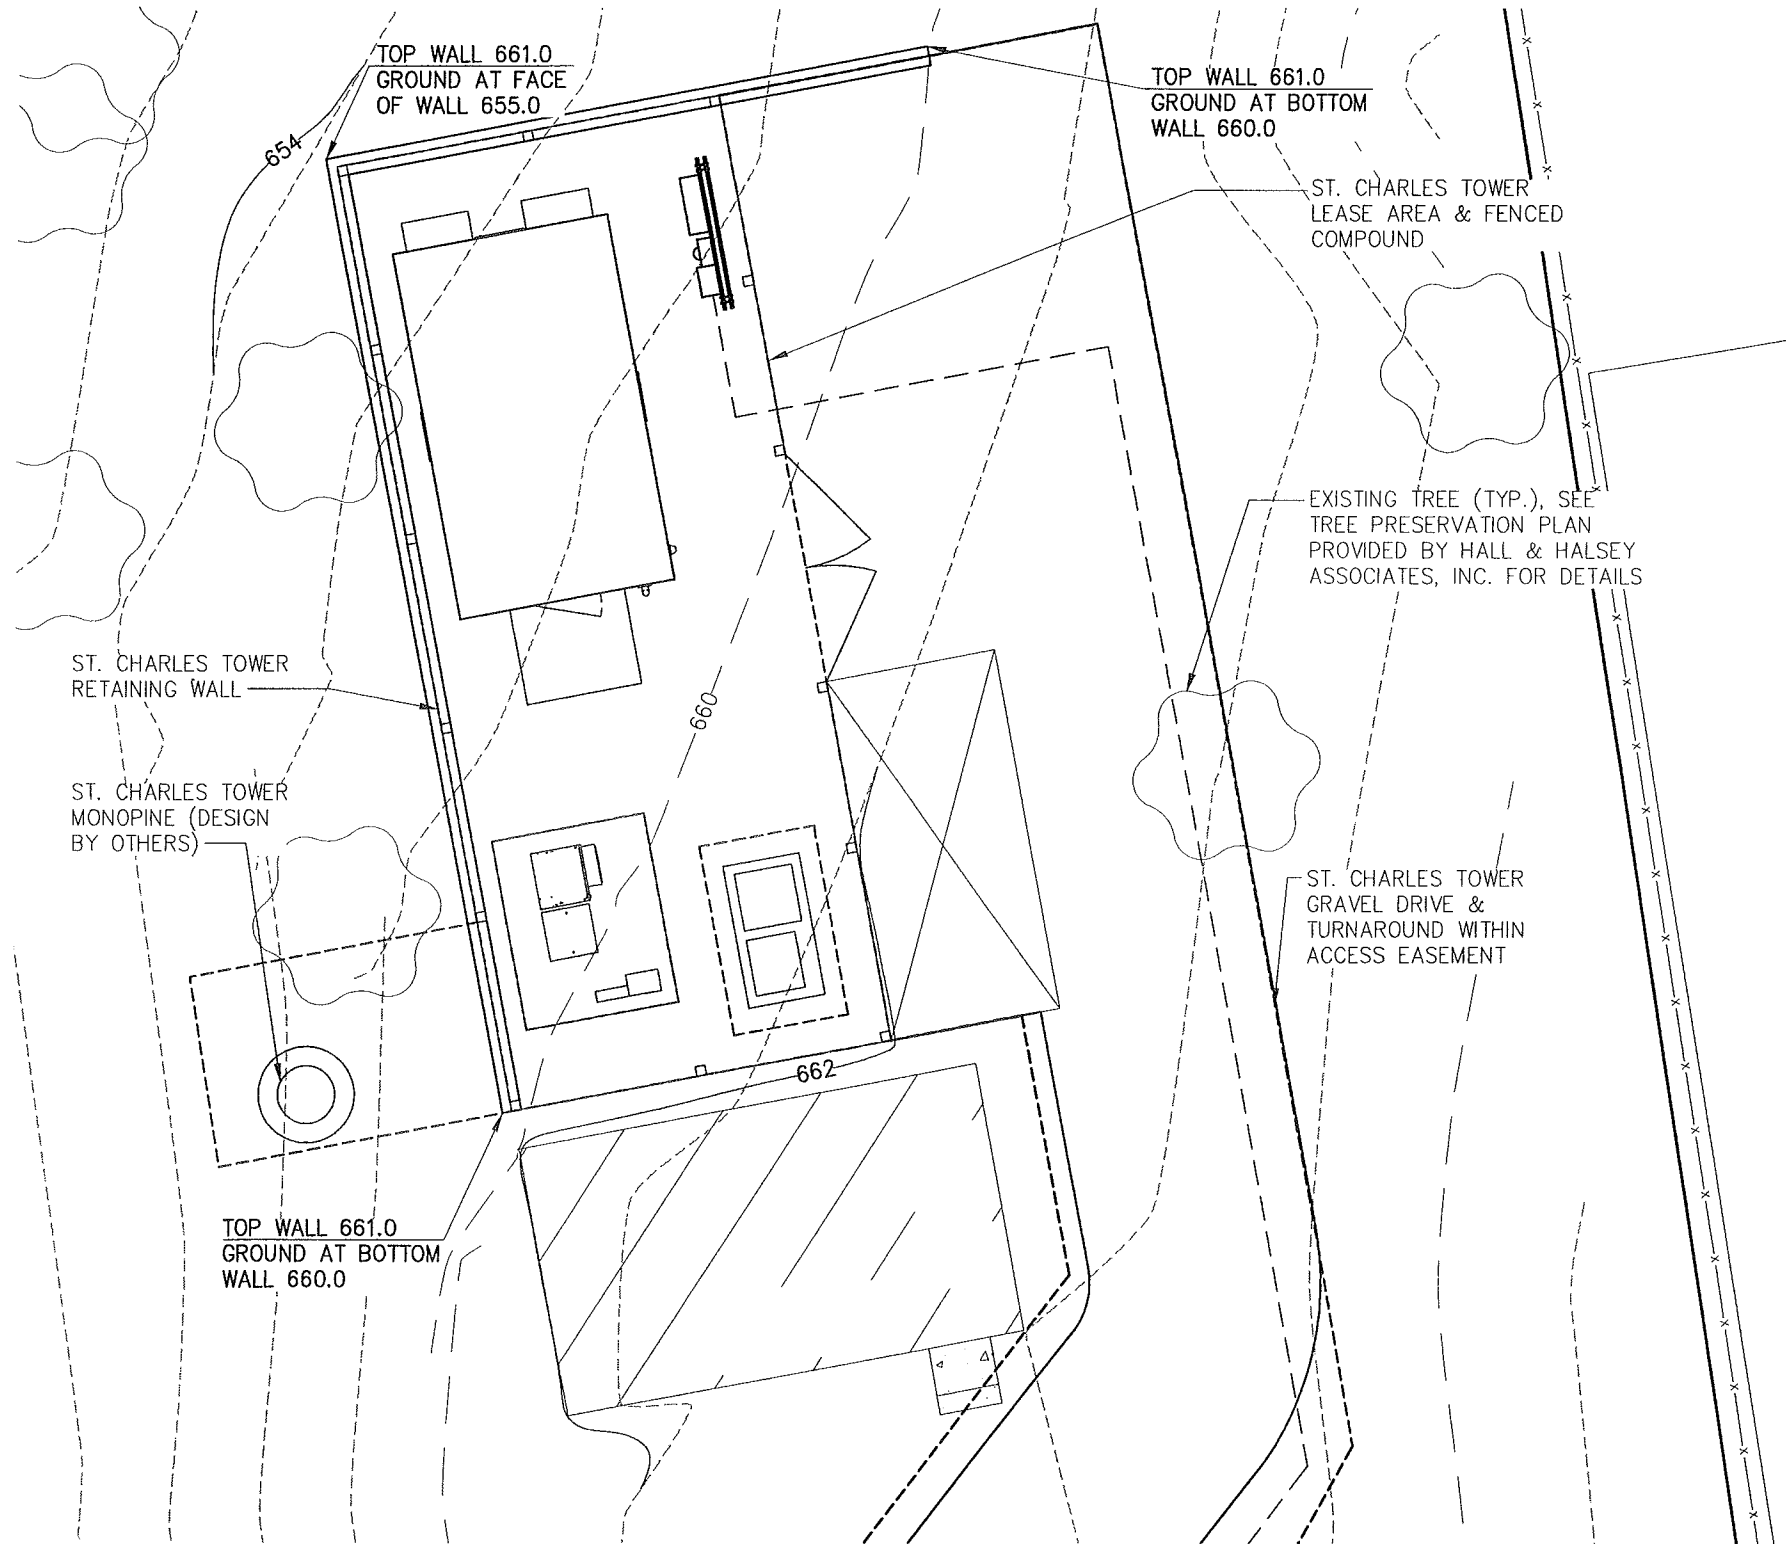 TOP WALL 661.0
GROUND AT FACE
OF WALL 655.0
TOP WALL 661.0
GROUND AT BOTTOM
WALL 660.0
654
ST. CHARLES TOWER
LEASE AREA & FENCED
COMPOUND
EXISTING TREE (TYP.), SEE
TREE PRESERVATION PLAN
PROVIDED BY HALL & HALSEY
ASSOCIATES, INC. FOR DETAILS
ST. CHARLES TOWER
RETAINING WALL
660
ST. CHARLES TOWER
MONOPINE (DESIGN
BY OTHERS)
ST. CHARLES TOWER
GRAVEL DRIVE &
TURNAROUND WITHIN
ACCESS EASEMENT
662
TOP WALL 661.0
GROUND AT BOTTOM
WALL 660.0